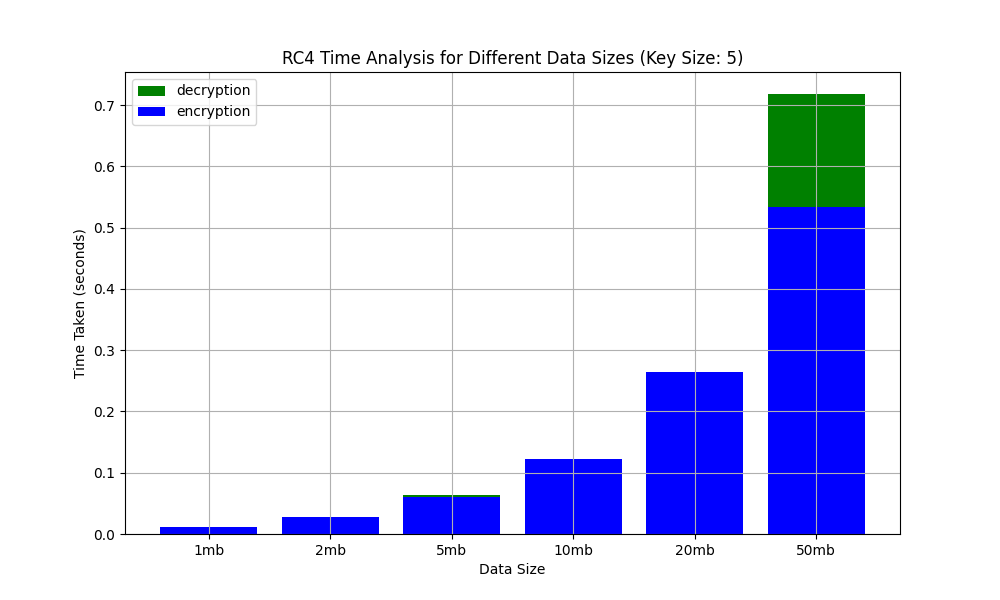 RC4 Time Analysis for Different Data Sizes (Key Size: 5)
decryption
encryption
0.7
0.6
0.5
0.4
0.3
0.2
0.1
0.0
Time Taken (seconds)
1mb 2mb 5mb 10mb 20mb 50mb
Data Size